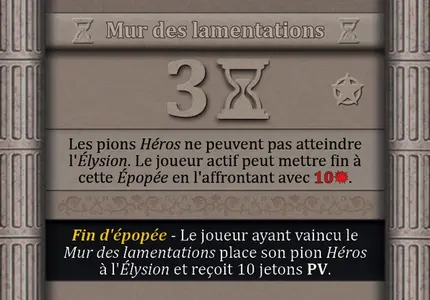 Mur des lamentations
3
Les pions Héros ne peuvent pas atteindre
l'Élysion. Le joueur actif peut mettre fin à
cette Épopée en l'affrontant avec 10.
Fin d'épopée - Le joueur ayant vaincu le
Mur des lamentations place son pion Héros
à l'Élysion et reçoit 10 jetons PV.